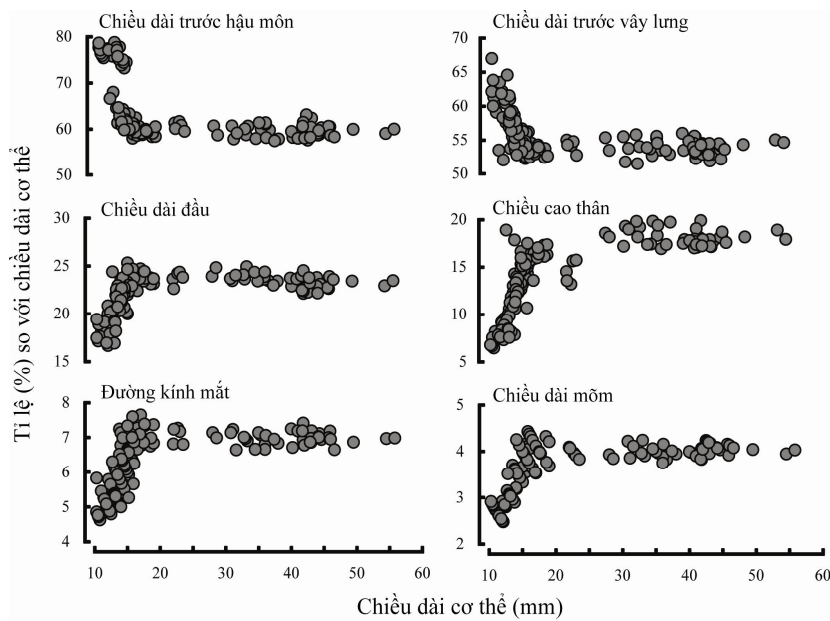 Chiều dài trước hậu môn
80
70
60
50
Chiều dài trước vây lưng
70
65
60
55
50
Tỉ lệ (%) so với chiều dài cơ thể
Chiều dài đầu
30
25
20
15
Chiều cao thân
20
15
10
5
Đường kính mắt
8
7
6
5
4
10 20 30 40 50 60
Chiều dài mõm
5
4
3
2
10 20 30 40 50 60
Chiều dài cơ thể (mm)